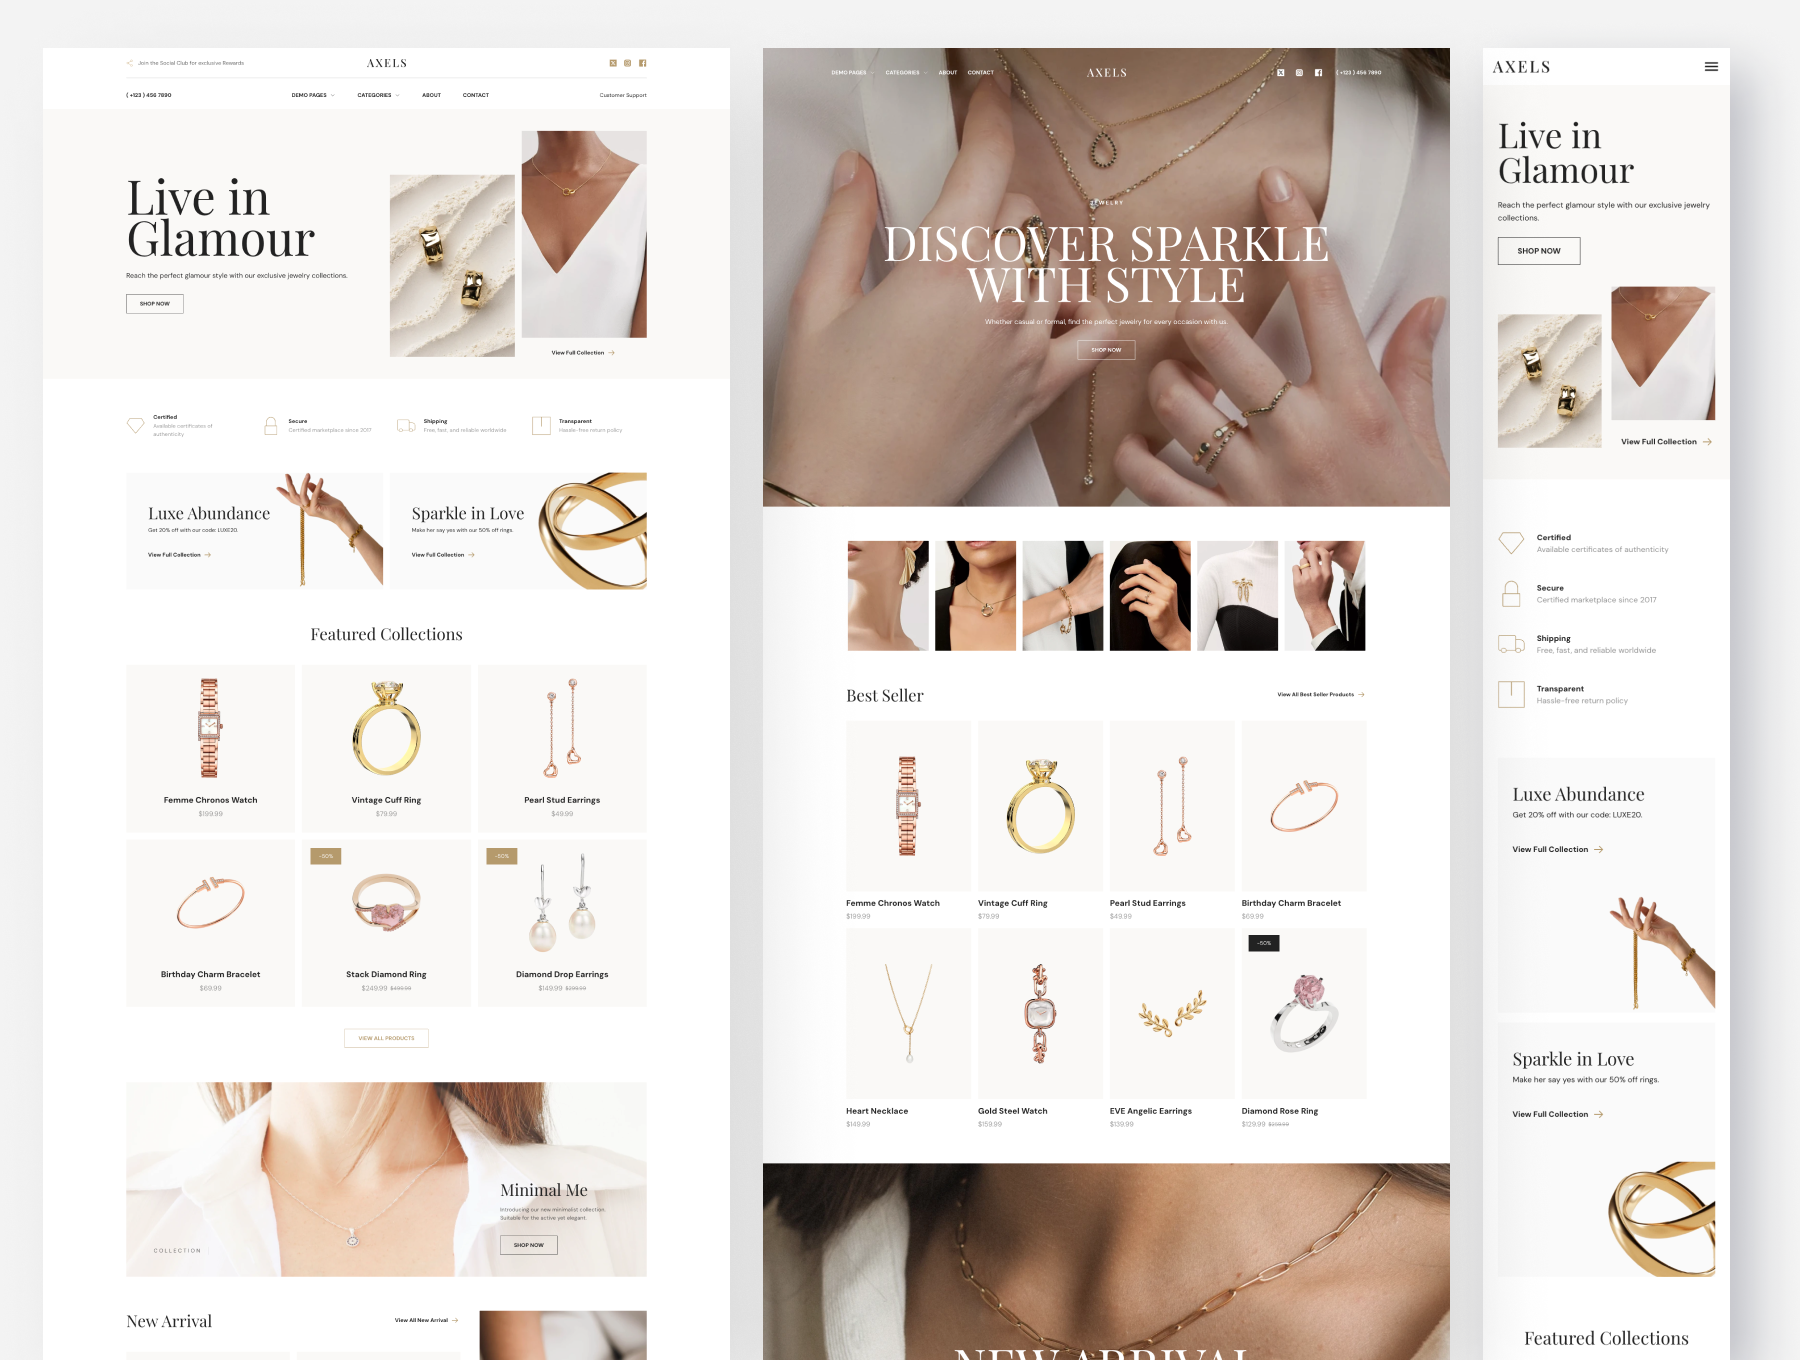 Join the Social Club for exclusive Rewards
AXELS
( +123 ) 456 7890
DEMO PAGES
CATEGORIES
ABOUT
CONTACT
Customer Support
Live in
Glamour
Reach the perfect glamour style with our exclusive jewelry collections.
SHOP NOW
View Full Collection
Certified
Available certificates of
authenticity
Secure
Certified marketplace since 2017
Shipping
Free, fast, and reliable worldwide
Transparent
Hassle-free return policy
Luxe Abundance
Get 20% off with our code: LUXE20.
View Full Collection
Sparkle in Love
Make her say yes with our 50% off rings.
View Full Collection
Featured Collections
Femme Chronos Watch
$199.99
Vintage Cuff Ring
$79.99
Pearl Stud Earrings
$49.99
-50%
-50%
Birthday Charm Bracelet
$69.99
Stack Diamond Ring
$249.99 $499.99
Diamond Drop Earrings
$149.99 $299.99
VIEW ALL PRODUCTS
COLLECTION
Minimal Me
Introducing our new minimalist collection.
Suitable for the active yet elegant.
SHOP NOW
New Arrival
View All New Arrival
DEMO PAGES
CATEGORIES
ABOUT
CONTACT
AXELS
( +123 ) 456 7890
JEWELRY
DISCOVER SPARKLE
WITH STYLE
Whether casual or formal, find the perfect jewelry for every occasion with us.
SHOP NOW
Best Seller
View All Best Seller Products
Femme Chronos Watch
$199.99
Vintage Cuff Ring
$79.99
Pearl Stud Earrings
$49.99
Birthday Charm Bracelet
$69.99
-50%
Heart Necklace
$149.99
Gold Steel Watch
$159.99
EVE Angelic Earrings
$139.99
Diamond Rose Ring
$129.99
NEW ARRIVAL
AXELS
Live in
Glamour
Reach the perfect glamour style with our exclusive jewelry
collections.
SHOP NOW
View Full Collection
Certified
Available certificates of authenticity
Secure
Certified marketplace since 2017
Shipping
Free, fast, and reliable worldwide
Transparent
Hassle-free return policy
Luxe Abundance
Get 20% off with our code: LUXE20.
View Full Collection
Sparkle in Love
Make her say yes with our 50% off rings.
View Full Collection
Featured Collections